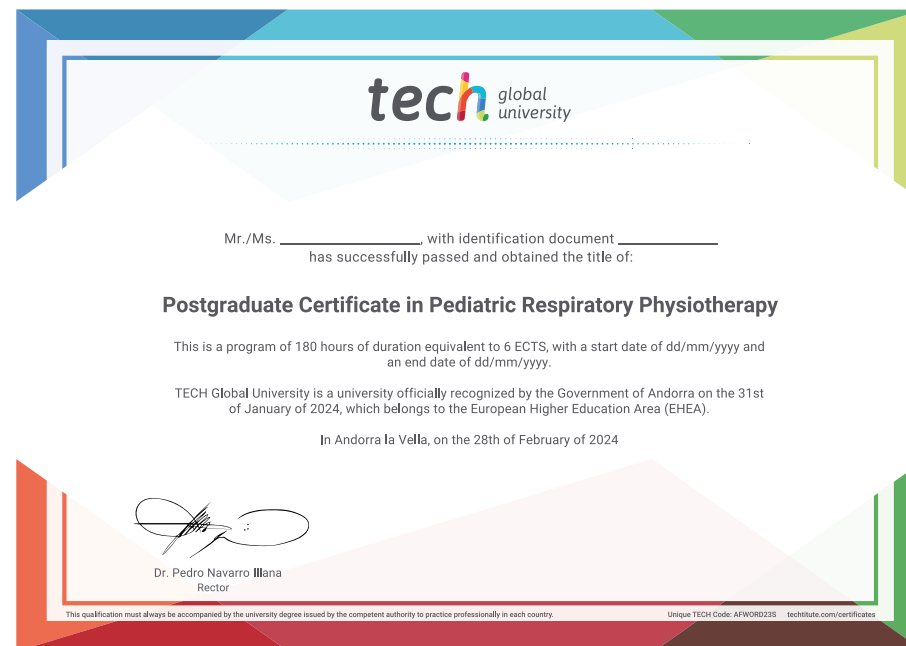 tech global university
Mr./Ms. ____________, with identification document ____________
has successfully passed and obtained the title of:
Postgraduate Certificate in Pediatric Respiratory Physiotherapy
This is a program of 180 hours of duration equivalent to 6 ECTS, with a start date of dd/mm/yyyy and
an end date of dd/mm/yyyy.
TECH Global University is a university officially recognized by the Government of Andorra on the 31st
of January of 2024, which belongs to the European Higher Education Area (EHEA).
In Andorra la Vella, on the 28th of February of 2024
Dr. Pedro Navarro Illana
Rector
This qualification must always be accompanied by the university degree issued by the competent authority to practice professionally in each country.
Unique TECH Code: AFWORD23S techtitute.com/certificates